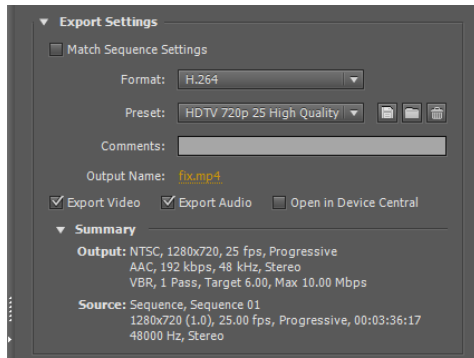 Export Settings
Match Sequence Settings
Format: H.264
Preset: HDTV 720p 25 High Quality
Comments:
Output Name: fix.mp4
Export Video Export Audio Open in Device Central
Summary
Output: NTSC, 1280x720, 25 fps, Progressive
AAC, 192 kbps, 48 kHz, Stereo
VBR, 1 Pass, Target 6.00, Max 10.00 Mbps
Source: Sequence, Sequence 01
1280x720 (1.0), 25.00 fps, Progressive, 00:03:36:17
48000 Hz, Stereo